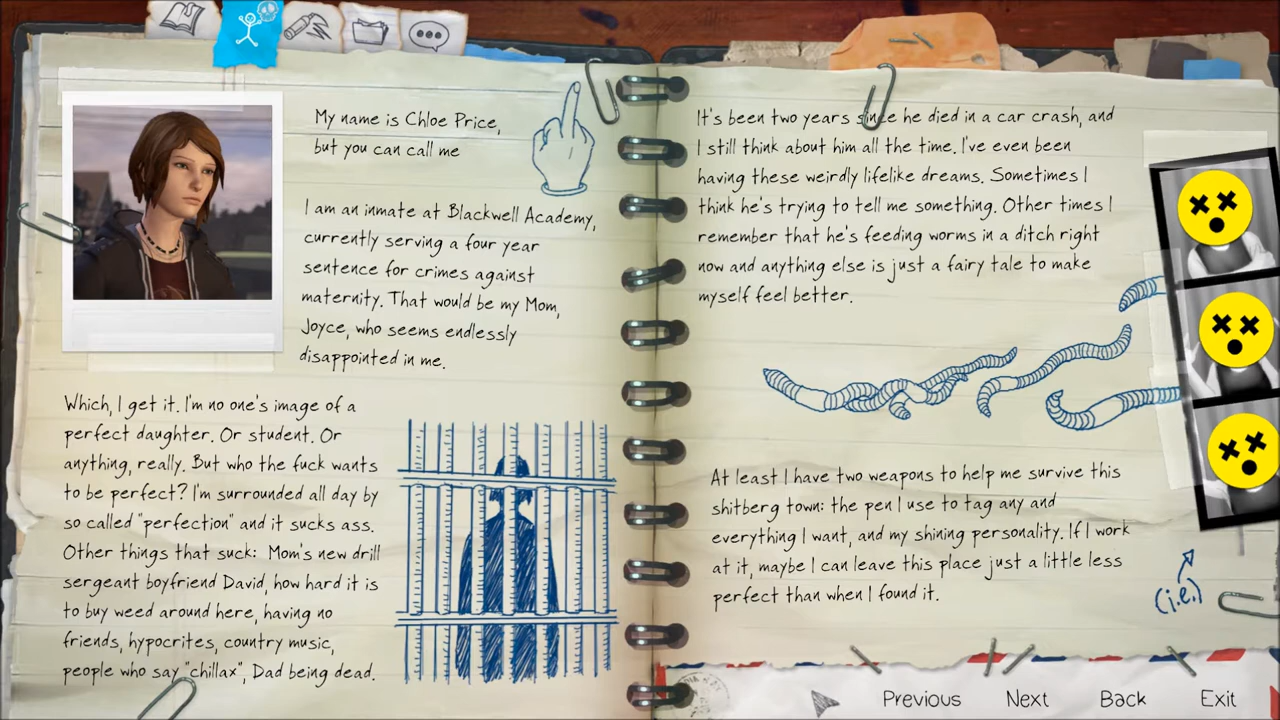 My name is Chloe Price,
but you can call me
I am an inmate at Blackwell Academy,
currently serving a four year
sentence for crimes against
maternity. That would be my Mom,
Joyce, who seems endlessly
disappointed in me.
Which, I get it. I'm no one's image of a
perfect daughter. Or student. Or
anything, really. But who the fuck wants
to be perfect? I'm surrounded all day by
so called "perfection" and it sucks ass.
Other things that suck: Mom's new drill
sergeant boyfriend David, how hard it is
to buy weed around here, having no
friends, hypocrites, country music,
people who say "chillax", Dad being dead.
It's been two years since he died in a car crash, and
I still think about him all the time. I've even been
having these weirdly lifelike dreams. Sometimes I
think he's trying to tell me something. Other times I
remember that he's feeding worms in a ditch right
now and anything else is just a fairy tale to make
myself feel better.
At least I have two weapons to help me survive this
shitberg town: the pen I use to tag any and
everything I want, and my shining personality. If I work
at it, maybe I can leave this place just a little less
perfect than when I found it.
(i.e.)
Previous Next Back Exit